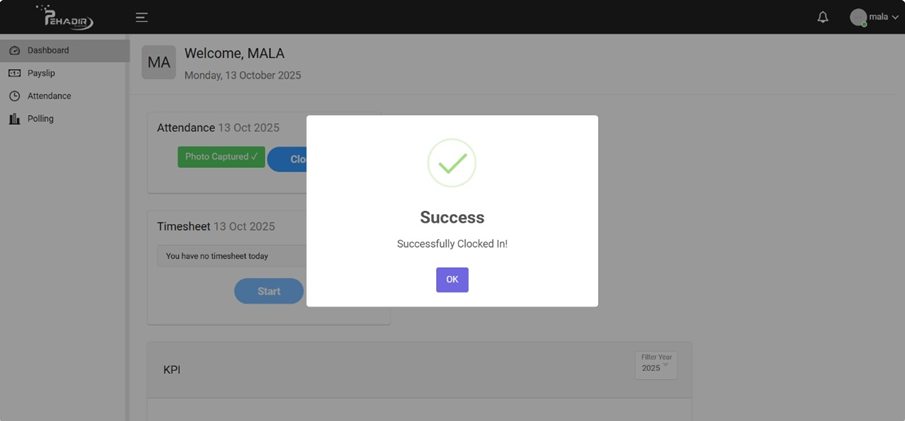 PEHADIR
mala
Dashboard
Payslip
Attendance
Polling
MA
Welcome, MALA
Monday, 13 October 2025
Attendance 13 Oct 2025
Photo Captured ✓
Clo
Success
Successfully Clocked In!
OK
Timesheet 13 Oct 2025
You have no timesheet today
Start
KPI
Filter Year
2025